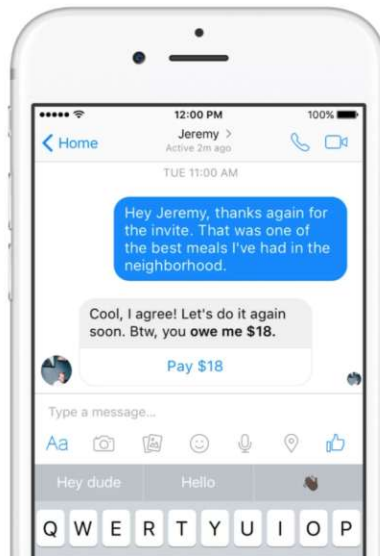 12:00 PM
100%
Home
Jeremy >
Active 2m ago
TUE 11:00 AM
Hey Jeremy, thanks again for
the invite. That was one of
the best meals I've had in the
neighborhood.
Cool, I agree! Let's do it again
soon. Btw, you owe me $18.
Pay $18
Type a message...
Aa
Hey dude
Hello
Q W E R T Y U I O P